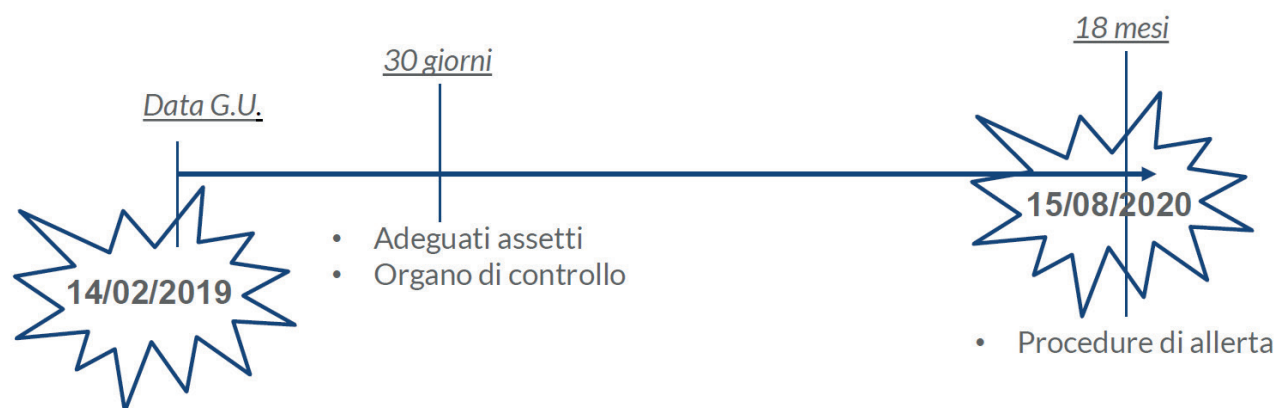 18 mesi
30 giorni
Data G.U.
15/08/2020
• Adeguati assetti
• Organo di controllo
14/02/2019
• Procedure di allerta